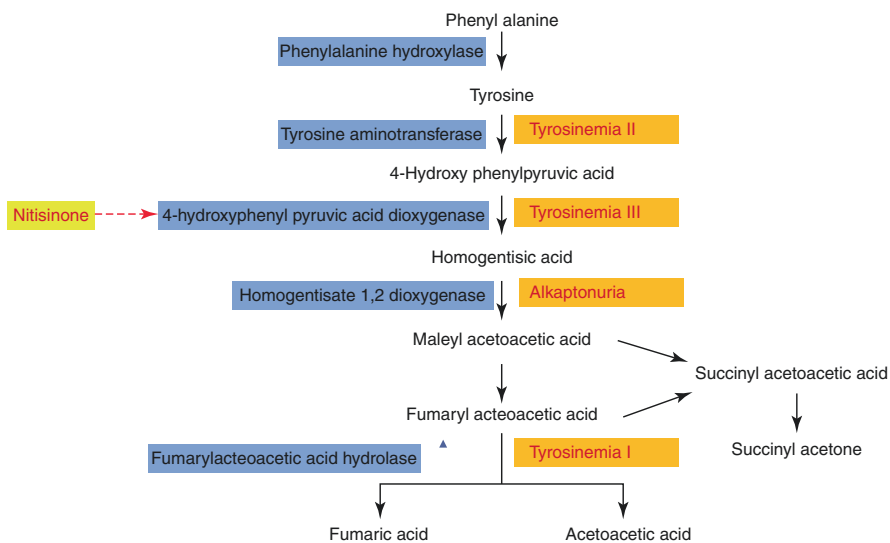 Phenyl alanine
Phenylalanine hydroxylase
Tyrosine
Tyrosine aminotransferase
Tyrosinemia II
4-Hydroxy phenylpyruvic acid
Nitisinone
4-hydroxyphenyl pyruvic acid dioxygenase
Tyrosinemia III
Homogentisic acid
Homogentisate 1,2 dioxygenase
Alkaptonuria
Maleyl acetoacetic acid
Succinyl acetoacetic acid
Fumaryl acteoacetic acid
Succinyl acetone
Fumarylacteoacetic acid hydrolase
Tyrosinemia I
Fumaric acid
Acetoacetic acid